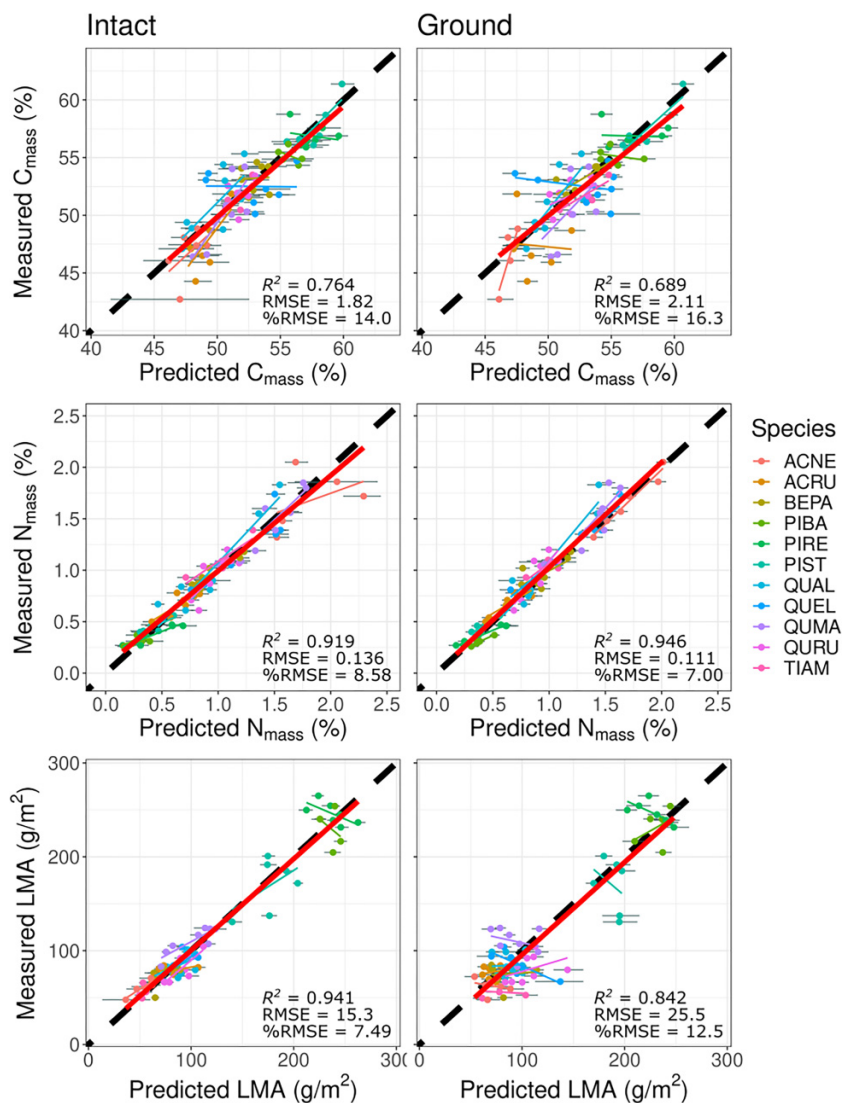 Intact
Ground
Measured Cmass (%)
60
55
50
45
40
R² = 0.764
RMSE = 1.82
%RMSE = 14.0
R² = 0.689
RMSE = 2.11
%RMSE = 16.3
40 45 50 55 60
40 45 50 55 60
Predicted Cmass (%)
Predicted Cmass (%)
Measured Nmass (%)
2.5
2.0
1.5
1.0
0.5
0.0
R² = 0.919
RMSE = 0.136
%RMSE = 8.58
R² = 0.946
RMSE = 0.111
%RMSE = 7.00
0.0 0.5 1.0 1.5 2.0 2.5
0.0 0.5 1.0 1.5 2.0 2.5
Predicted Nmass (%)
Predicted Nmass (%)
Species
ACNE
ACRU
BEPA
PIBA
PIRE
PIST
QUAL
QUEL
QUMA
QURU
TIAM
Measured LMA (g/m²)
300
200
100
0
R² = 0.941
RMSE = 15.3
%RMSE = 7.49
R² = 0.842
RMSE = 25.5
%RMSE = 12.5
0 100 200 300
0 100 200 300
Predicted LMA (g/m²)
Predicted LMA (g/m²)